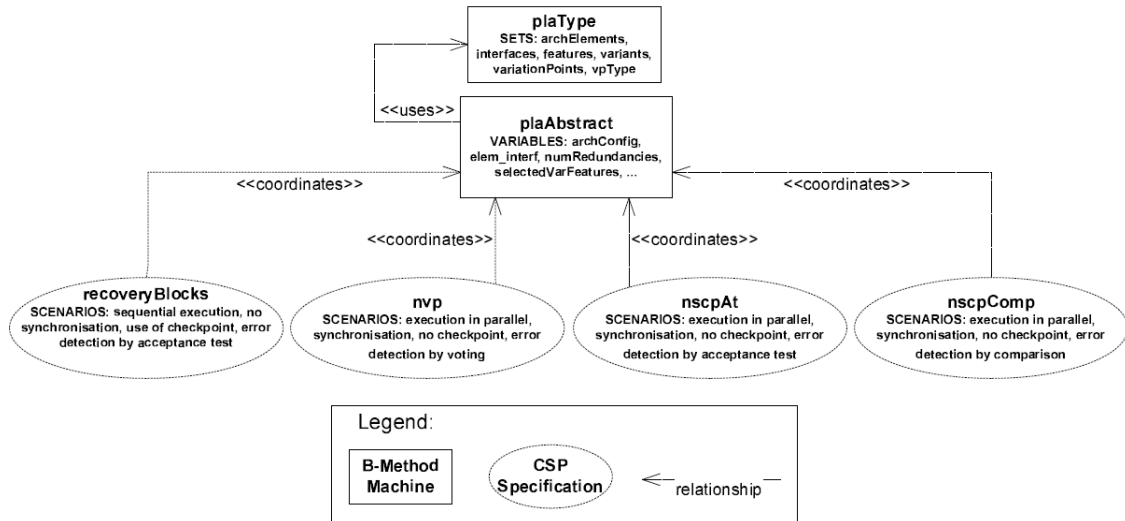 plaType
SETS: archElements,
interfaces, features, variants,
variationPoints, vpType
<<uses>>
plaAbstract
VARIABLES: archConfig,
elem_interf, numRedundancies,
selectedVarFeatures, ...
<<coordinates>>
<<coordinates>>
<<coordinates>>
<<coordinates>>
recoveryBlocks
SCENARIOS: sequential execution, no
synchronisation, use of checkpoint, error
detection by acceptance test
nvp
SCENARIOS: execution in parallel,
synchronisation, no checkpoint, error
detection by voting
nscpAt
SCENARIOS: execution in parallel,
synchronisation, no checkpoint, error
detection by acceptance test
nscpComp
SCENARIOS: execution in parallel,
synchronisation, no checkpoint, error
detection by comparison
Legend:
B-Method
Machine
CSP
Specification
relationship